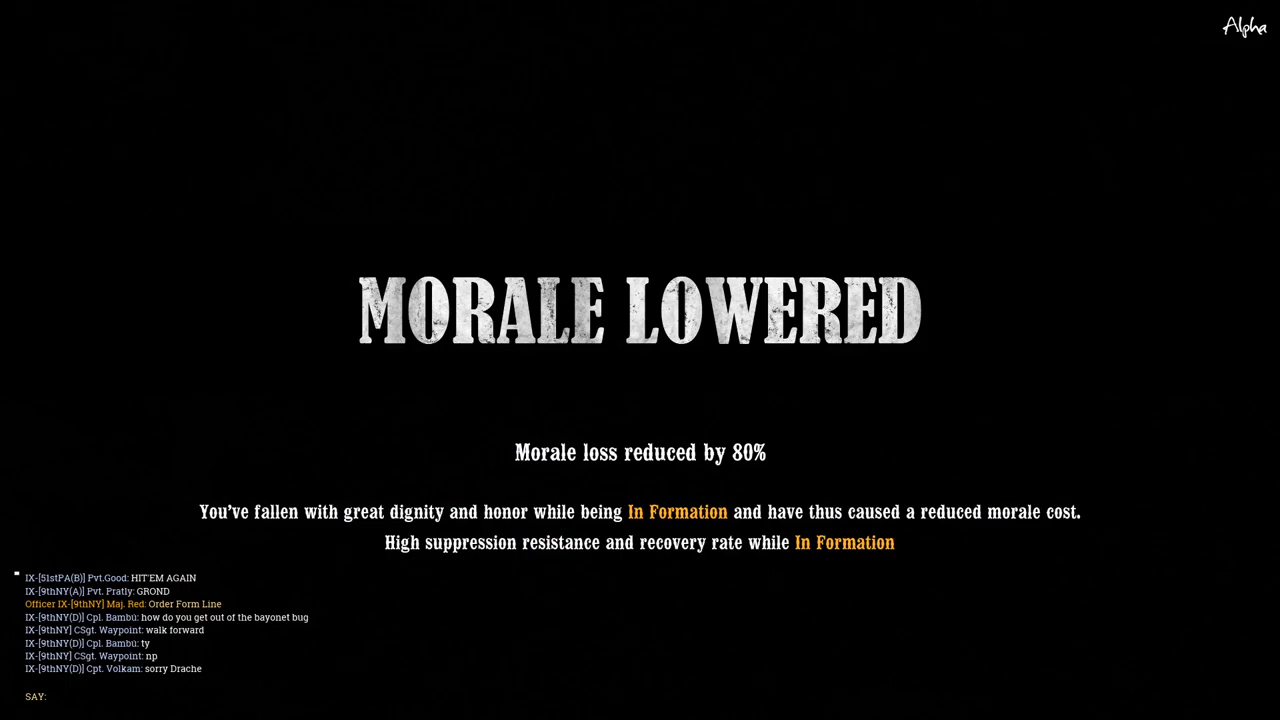 Alpha
MORALE LOWERED
Morale loss reduced by 80%
You've fallen with great dignity and honor while being In Formation and have thus caused a reduced morale cost.
High suppression resistance and recovery rate while In Formation
IX-[51stPA(B)] Pvt.Good: HIT'EM AGAIN
IX-[9thNY(A)] Pvt. Pratly: GROND
Officer IX-[9thNY] Maj. Red: Order Form Line
IX-[9thNY(D)] Cpl. Bambü: how do you get out of the bayonet bug
IX-[9thNY] CSgt. Waypoint: walk forward
IX-[9thNY(D)] Cpl. Bambü: ty
IX-[9thNY] CSgt. Waypoint: np
IX-[9thNY(D)] Cpt. Volkam: sorry Drache
SAY: